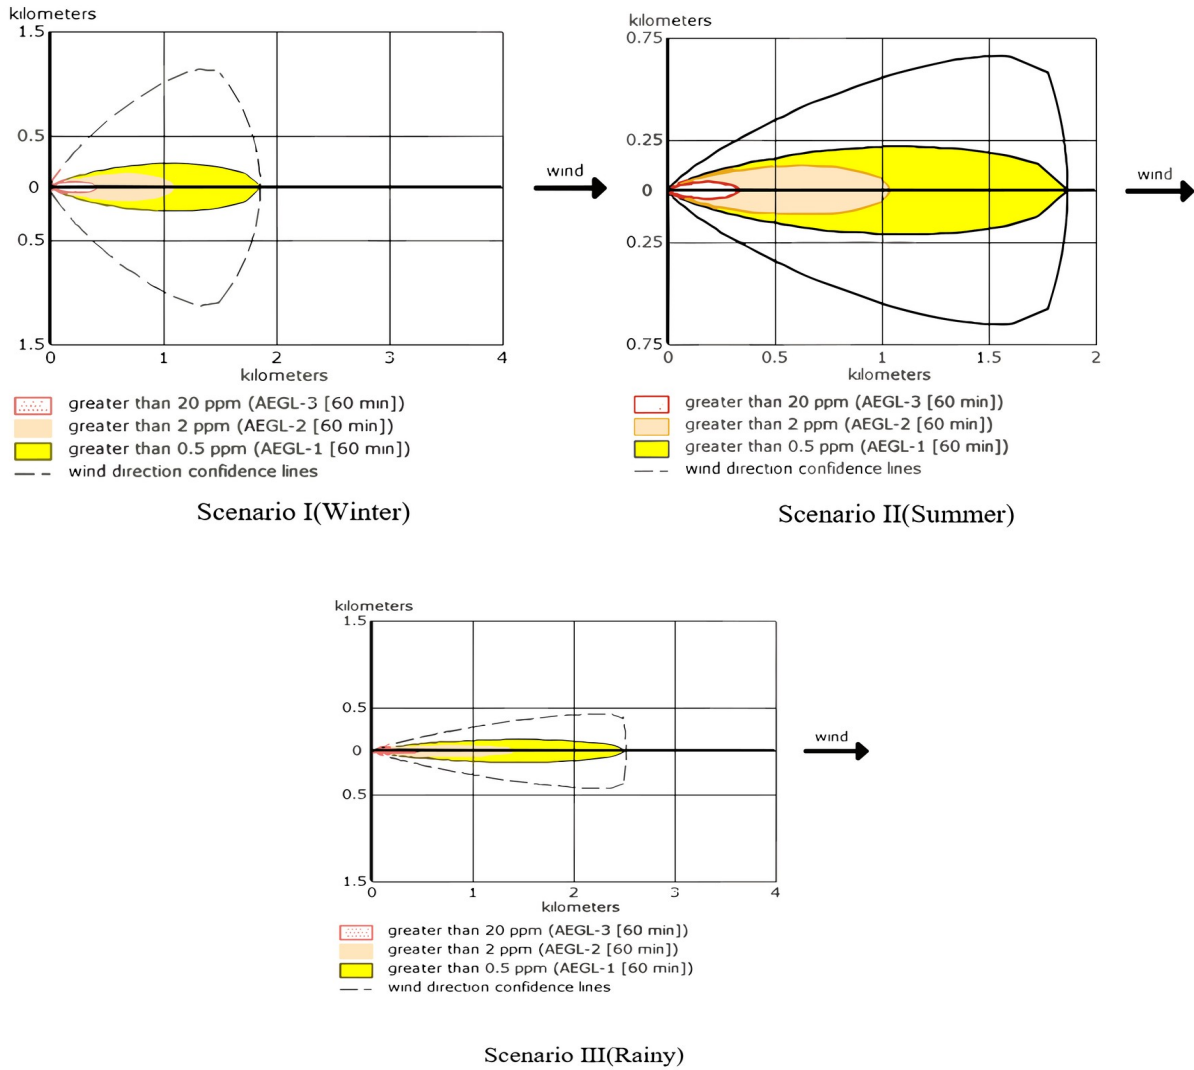 kilometers
1.5
0.5
0
0.5
1.5
0 1 2 3 4
kilometers
wind
greater than 20 ppm (AEGL-3 [60 min])
greater than 2 ppm (AEGL-2 [60 min])
greater than 0.5 ppm (AEGL-1 [60 min])
wind direction confidence lines
Scenario I(Winter)
kilometers
0.75
0.25
0
0.25
0.75
0 0.5 1 1.5 2
kilometers
wind
greater than 20 ppm (AEGL-3 [60 min])
greater than 2 ppm (AEGL-2 [60 min])
greater than 0.5 ppm (AEGL-1 [60 min])
wind direction confidence lines
Scenario II(Summer)
kilometers
1.5
0.5
0
0.5
1.5
0 1 2 3 4
kilometers
wind
greater than 20 ppm (AEGL-3 [60 min])
greater than 2 ppm (AEGL-2 [60 min])
greater than 0.5 ppm (AEGL-1 [60 min])
wind direction confidence lines
Scenario III(Rainy)